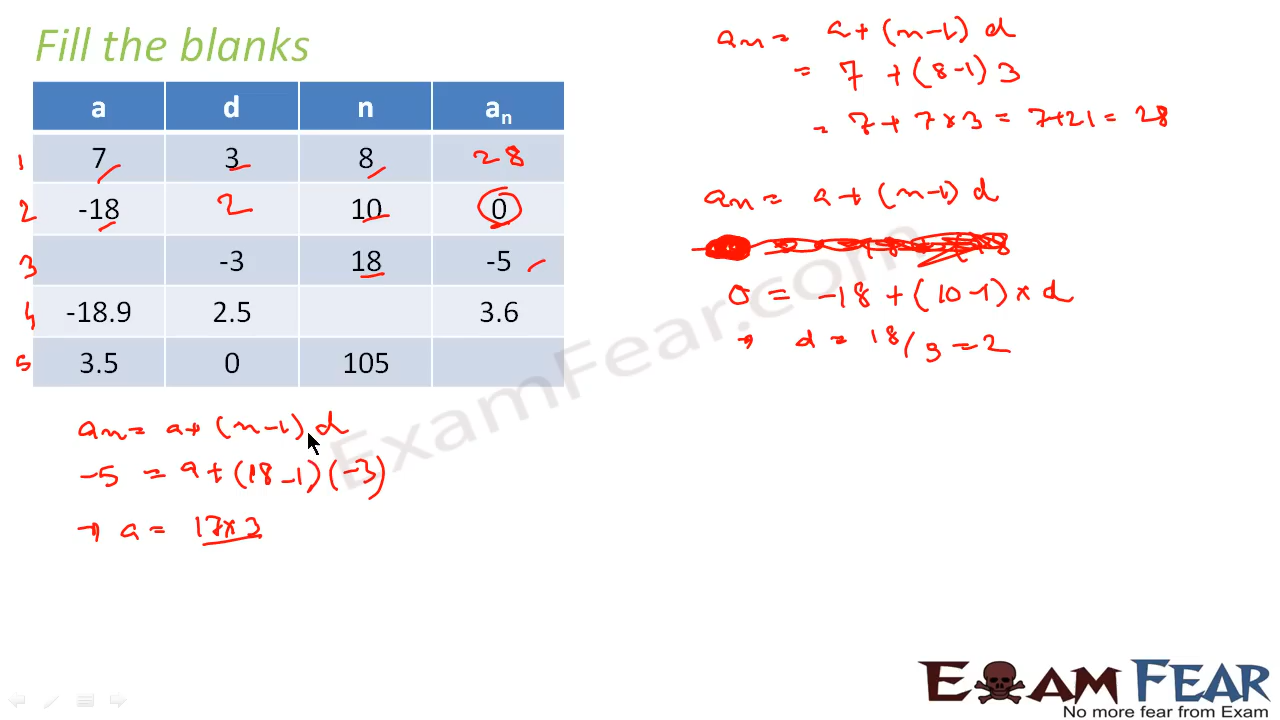 Fill the blanks
a d n an
1 7 3 8 28
2 -18 2 10 0
3 -3 18 -5
4 -18.9 2.5 3.6
5 3.5 0 105
an = a + (n-1) d
-5 = a + (18-1) (-3)
→ a = 17×3
an = a + (n-1) d
= 7 + (8-1) 3
= 7 + 7×3 = 7+21 = 28
an = a + (n-1) d
0 = -18 + (10-1) × d
→ d = 18/9 = 2
ExamFear.com
EXAM FEAR
No more fear from Exam